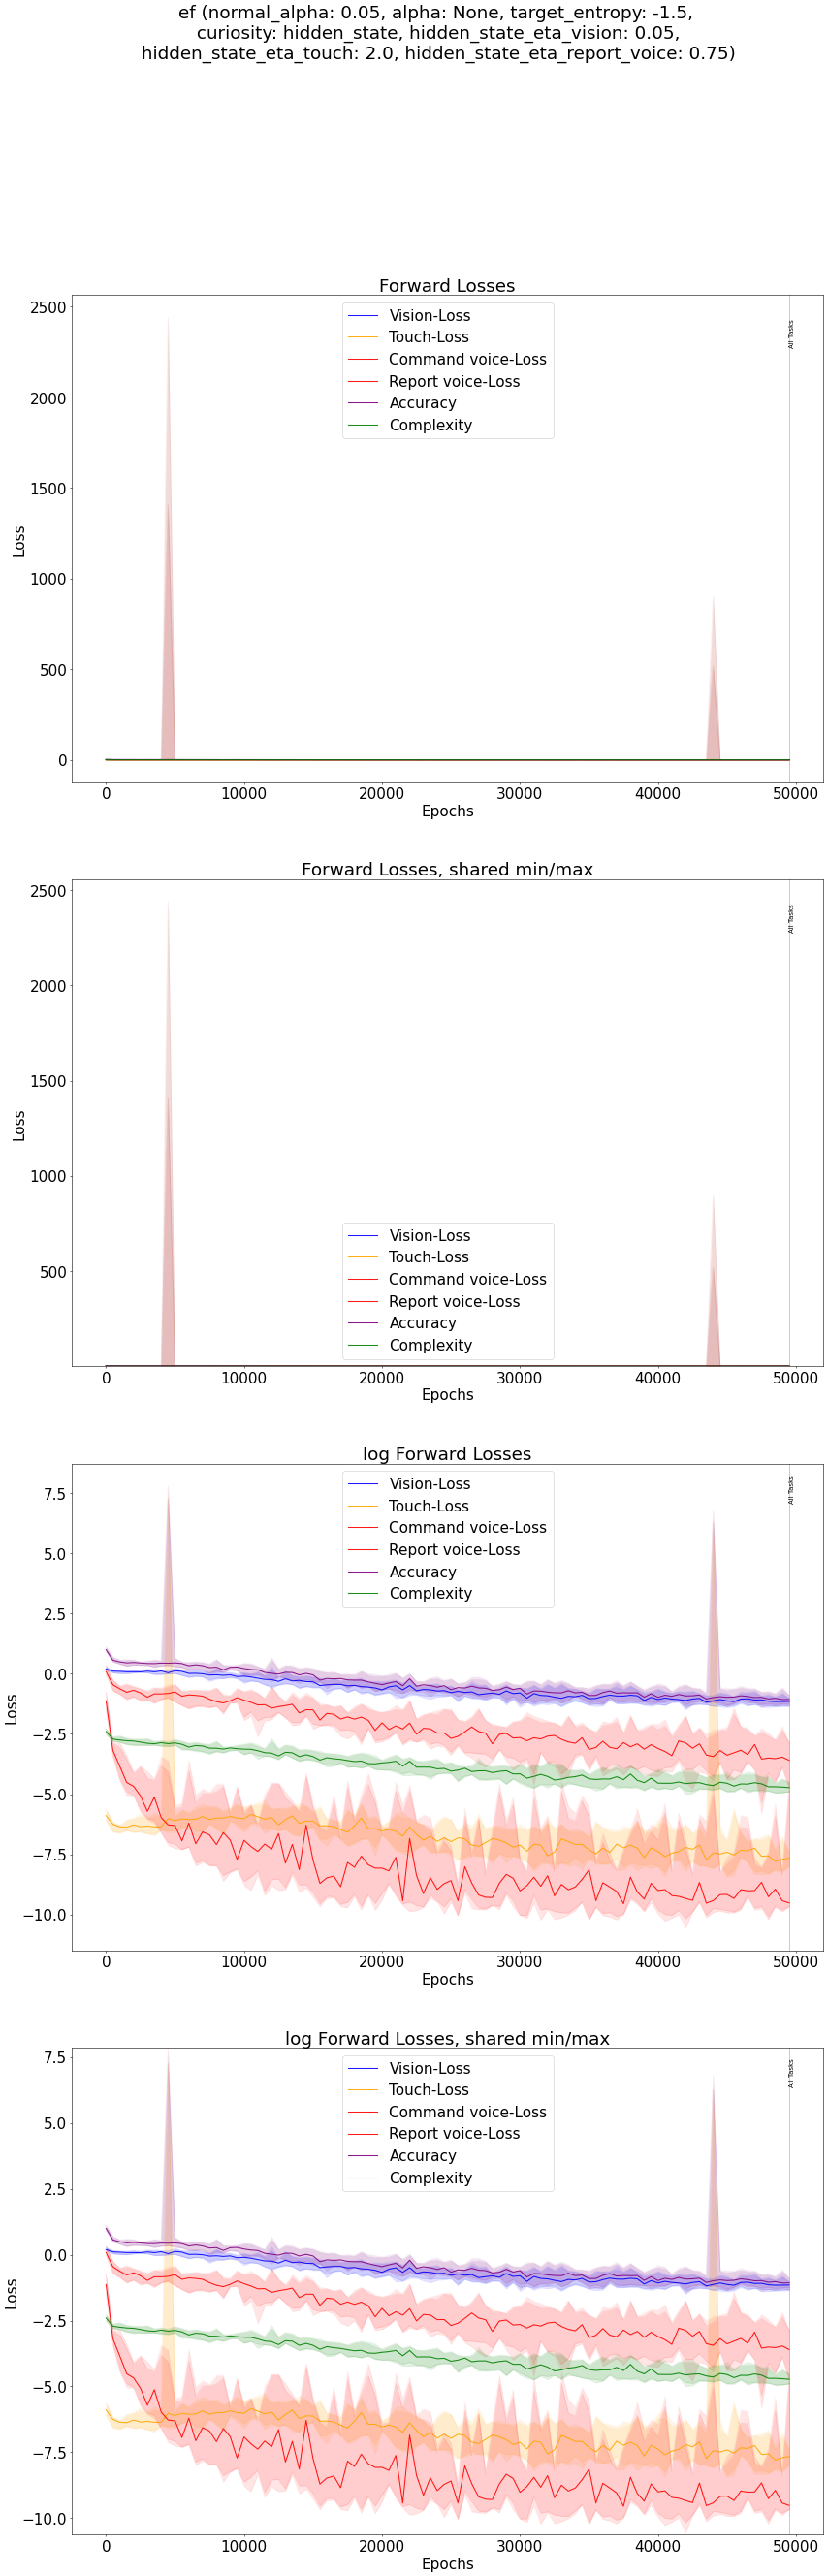 ef (normal_alpha: 0.05, alpha: None, target_entropy: -1.5,
curiosity: hidden_state, hidden_state_eta_vision: 0.05,
hidden_state_eta_touch: 2.0, hidden_state_eta_report_voice: 0.75)
Forward Losses
2500
2000
1500
1000
500
0
Loss
Vision-Loss
Touch-Loss
Command voice-Loss
Report voice-Loss
Accuracy
Complexity
All Tasks
0 10000 20000 30000 40000 50000
Epochs
Forward Losses, shared min/max
2500
2000
1500
1000
500
Loss
All Tasks
Vision-Loss
Touch-Loss
Command voice-Loss
Report voice-Loss
Accuracy
Complexity
0 10000 20000 30000 40000 50000
Epochs
log Forward Losses
7.5
5.0
2.5
0.0
−2.5
−5.0
−7.5
−10.0
Loss
Vision-Loss
Touch-Loss
Command voice-Loss
Report voice-Loss
Accuracy
Complexity
All Tasks
0 10000 20000 30000 40000 50000
Epochs
log Forward Losses, shared min/max
7.5
5.0
2.5
0.0
−2.5
−5.0
−7.5
−10.0
Loss
Vision-Loss
Touch-Loss
Command voice-Loss
Report voice-Loss
Accuracy
Complexity
All Tasks
0 10000 20000 30000 40000 50000
Epochs